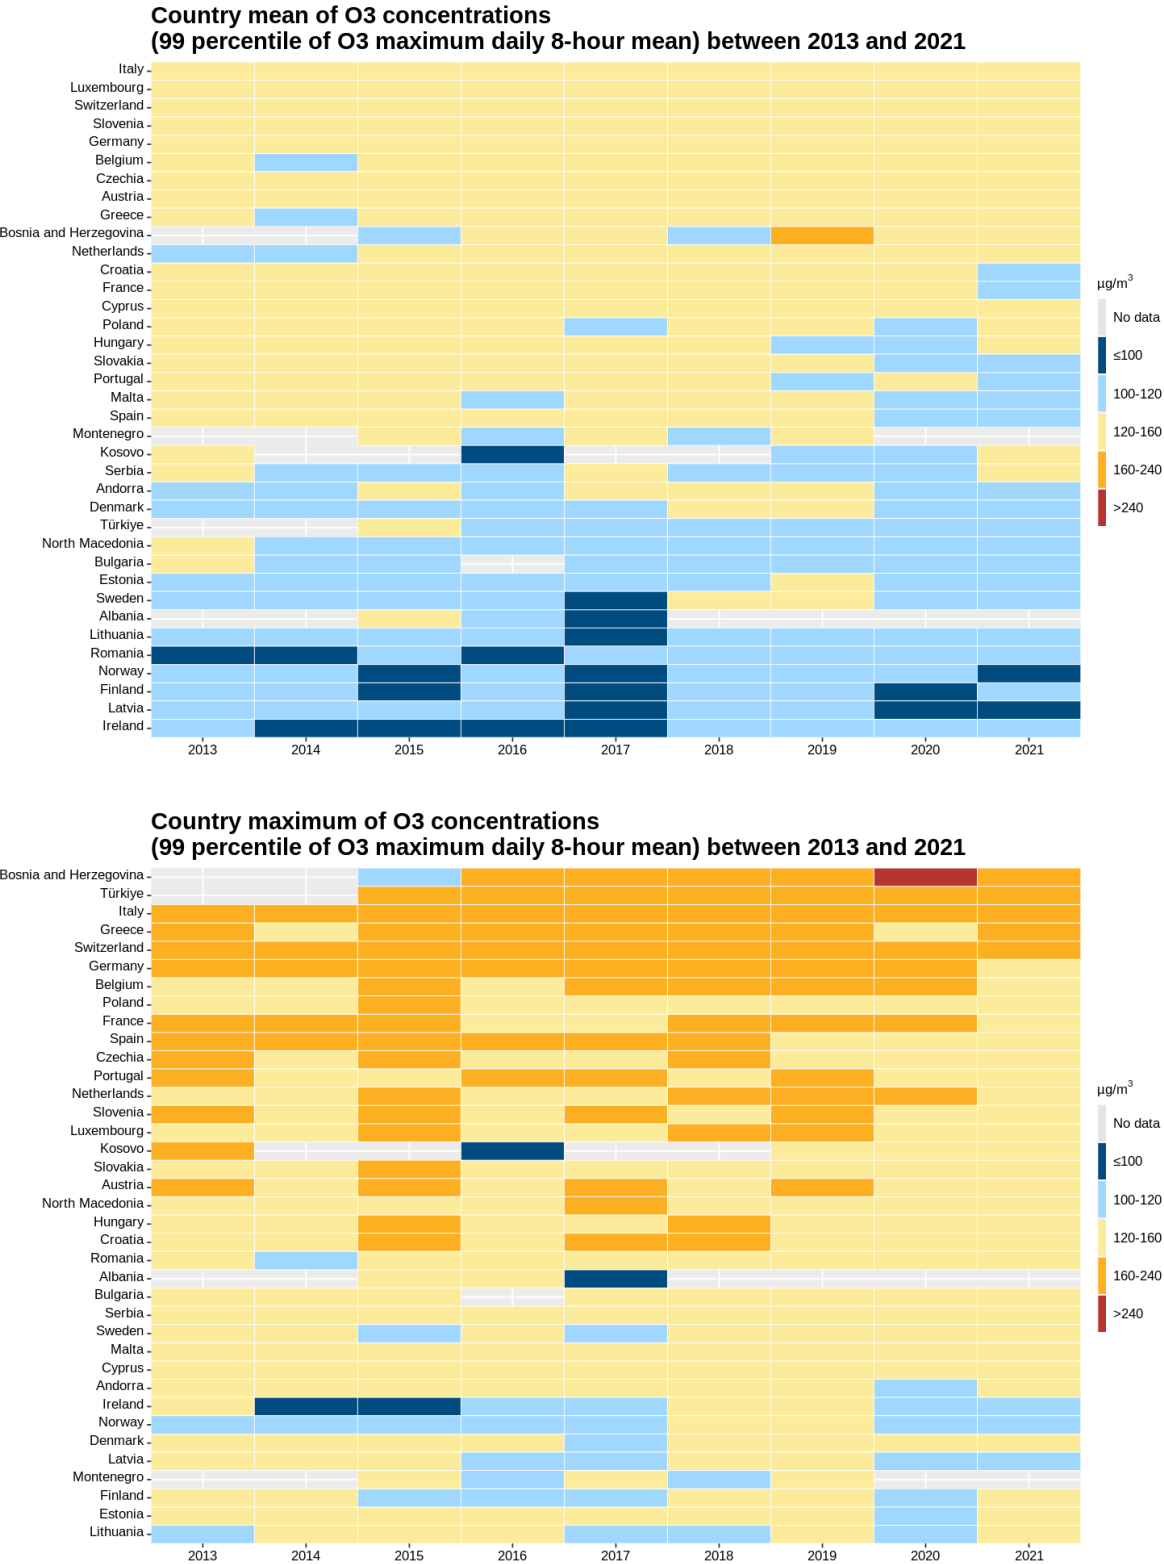 Country mean of O3 concentrations
(99 percentile of O3 maximum daily 8-hour mean) between 2013 and 2021
Italy
Luxembourg
Switzerland
Slovenia
Germany
Belgium
Czechia
Austria
Greece
Bosnia and Herzegovina
Netherlands
Croatia
France
Cyprus
Poland
Hungary
Slovakia
Portugal
Malta
Spain
Montenegro
Kosovo
Serbia
Andorra
Denmark
Türkiye
North Macedonia
Bulgaria
Estonia
Sweden
Albania
Lithuania
Romania
Norway
Finland
Latvia
Ireland
2013 2014 2015 2016 2017 2018 2019 2020 2021
µg/m3
No data
≤100
100-120
120-160
160-240
>240
Country maximum of O3 concentrations
(99 percentile of O3 maximum daily 8-hour mean) between 2013 and 2021
Bosnia and Herzegovina
Türkiye
Italy
Greece
Switzerland
Germany
Belgium
Poland
France
Spain
Czechia
Portugal
Netherlands
Slovenia
Luxembourg
Kosovo
Slovakia
Austria
North Macedonia
Hungary
Croatia
Romania
Albania
Bulgaria
Serbia
Sweden
Malta
Cyprus
Andorra
Ireland
Norway
Denmark
Latvia
Montenegro
Finland
Estonia
Lithuania
2013 2014 2015 2016 2017 2018 2019 2020 2021
µg/m3
No data
≤100
100-120
120-160
160-240
>240